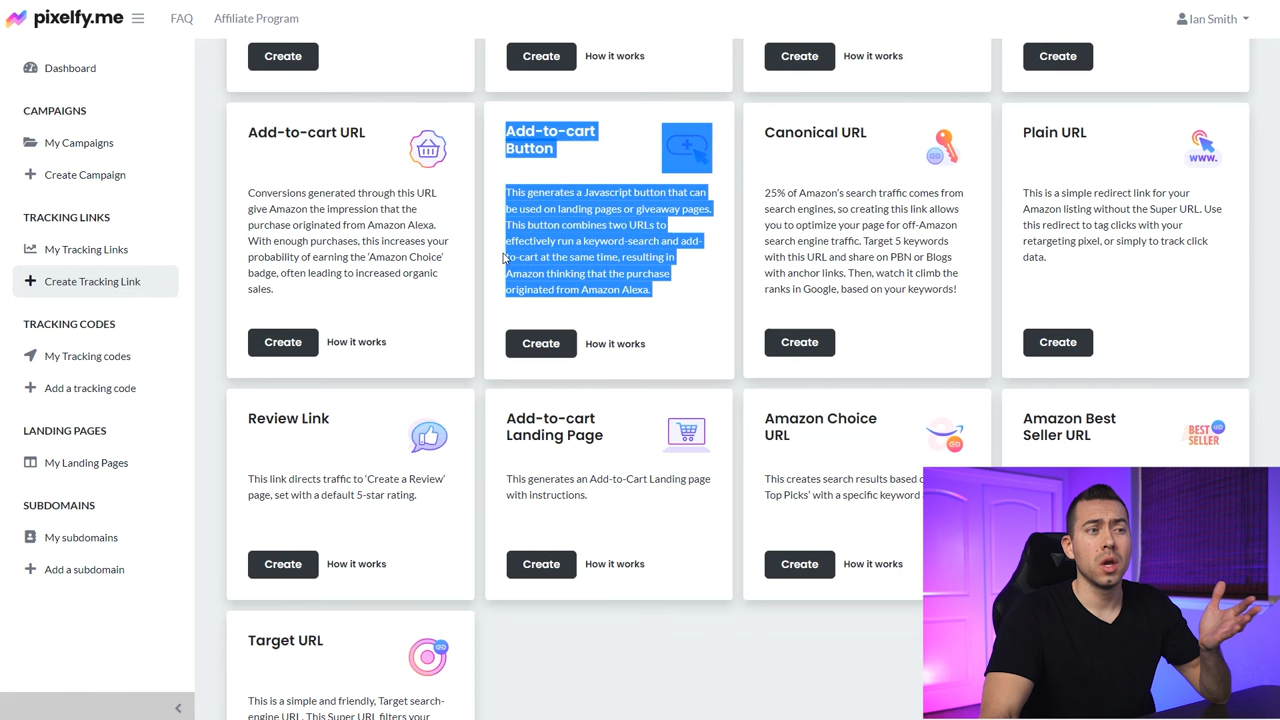 pixelfy.me
FAQ
Affiliate Program
Ian Smith
Dashboard
CAMPAIGNS
My Campaigns
Create Campaign
TRACKING LINKS
My Tracking Links
Create Tracking Link
TRACKING CODES
My Tracking codes
Add a tracking code
LANDING PAGES
My Landing Pages
SUBDOMAINS
My subdomains
Add a subdomain
Create
Create
How it works
Create
How it works
Create
Add-to-cart URL
Conversions generated through this URL
give Amazon the impression that the
purchase originated from Amazon Alexa.
With enough purchases, this increases your
probability of earning the ‘Amazon Choice’
badge, often leading to increased organic
sales.
Create
How it works
Add-to-cart
Button
This generates a Javascript button that can
be used on landing pages or giveaway pages.
This button combines two URLs to
effectively run a keyword-search and add-
to-cart at the same time, resulting in
Amazon thinking that the purchase
originated from Amazon Alexa.
Create
How it works
Canonical URL
25% of Amazon’s search traffic comes from
search engines, so creating this link allows
you to optimize your page for off-Amazon
search engine traffic. Target 5 keywords
with this URL and share on PBN or Blogs
with anchor links. Then, watch it climb the
ranks in Google, based on your keywords!
Create
Plain URL
WWW.
This is a simple redirect link for your
Amazon listing without the Super URL. Use
this redirect to tag clicks with your
retargeting pixel, or simply to track click
data.
Create
Review Link
This link directs traffic to ‘Create a Review’
page, set with a default 5-star rating.
Create
How it works
Add-to-cart
Landing Page
This generates an Add-to-Cart Landing page
with instructions.
Create
How it works
Amazon Choice
URL
This creates search results based
Top Picks’ with a specific keyword
Create
How it works
Amazon Best
Seller URL
BEST
SELLER
Target URL
This is a simple and friendly, Target search-
engine URL. This Super URL filters your